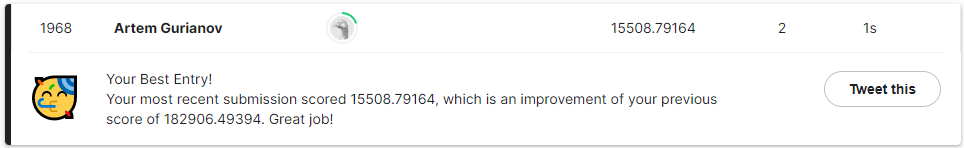 1968 Artem Gurianov 15508.79164 2 1s
Your Best Entry!
Your most recent submission scored 15508.79164, which is an improvement of your previous
score of 182906.49394. Great job!
Tweet this